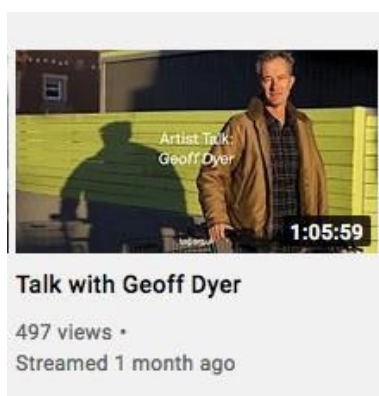 Artist Talk:
Geoff Dyer
1:05:59
Talk with Geoff Dyer
497 views •
Streamed 1 month ago